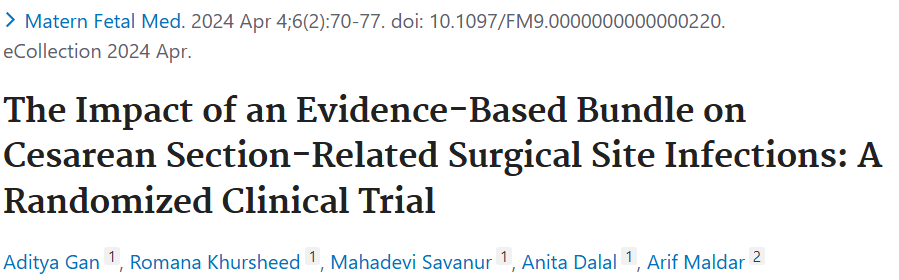 Matern Fetal Med. 2024 Apr 4;6(2):70-77. doi: 10.1097/FM9.0000000000000220.
eCollection 2024 Apr.
The Impact of an Evidence-Based Bundle on
Cesarean Section-Related Surgical Site Infections: A
Randomized Clinical Trial
Aditya Gan 1, Romana Khursheed 1, Mahadevi Savanur 1, Anita Dalal 1, Arif Maldar 2